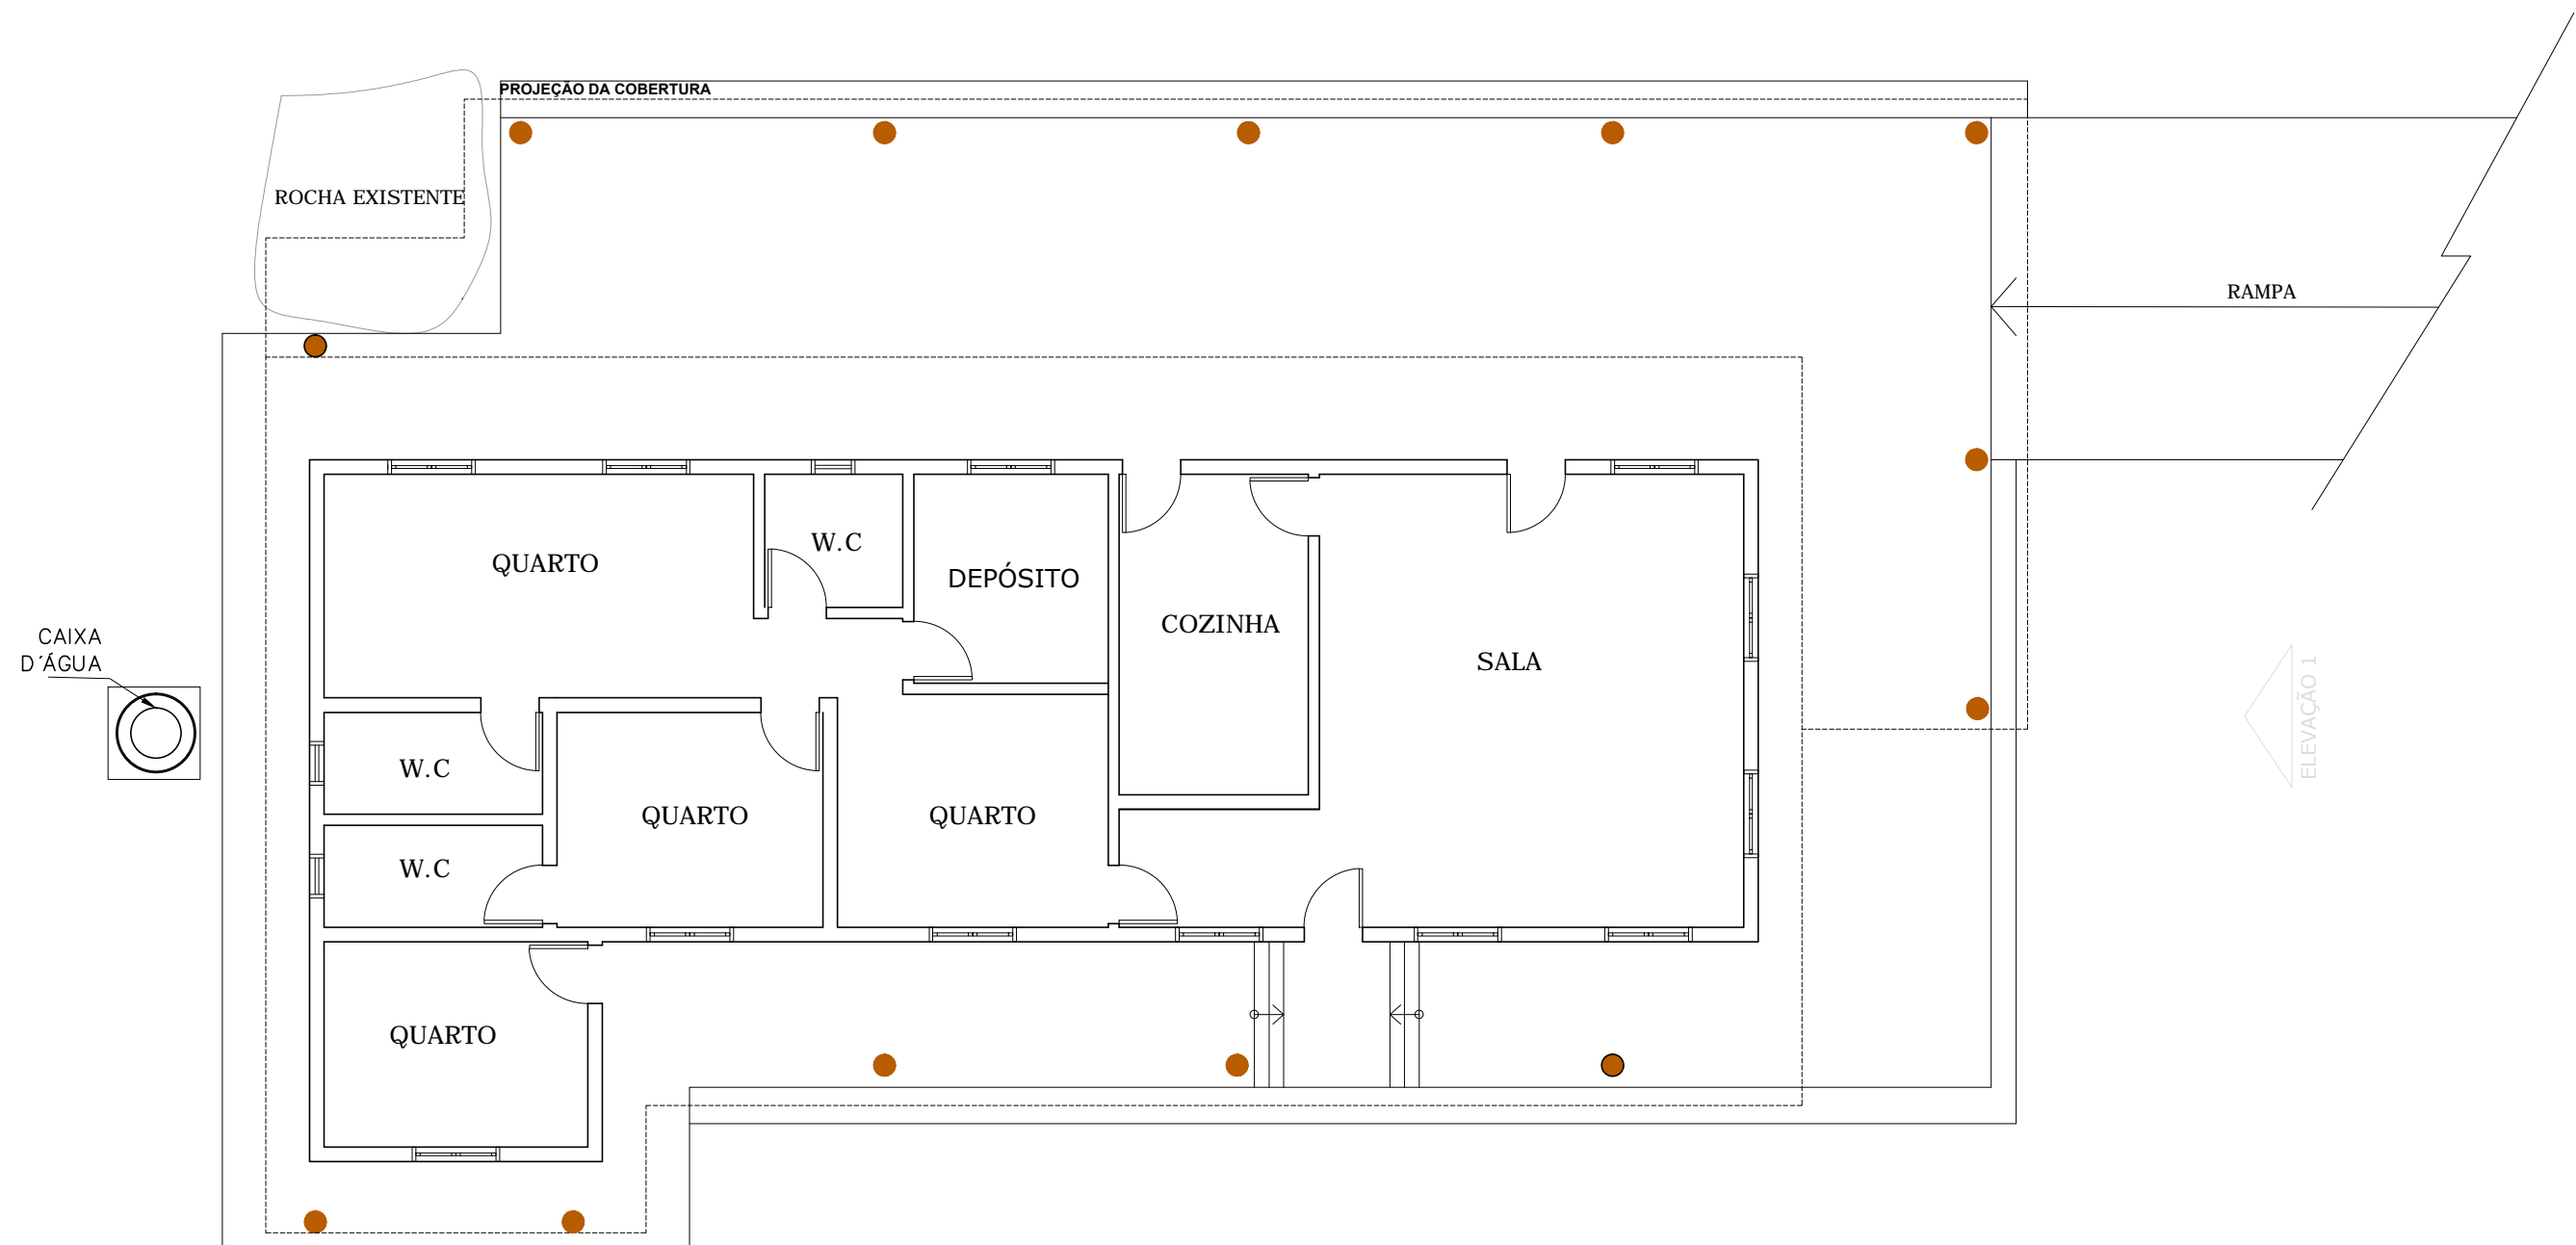 PROJEÇÃO DA COBERTURA
ROCHA EXISTENTE
RAMPA
QUARTO
W.C
DEPÓSITO
COZINHA
SALA
CAIXA
D´ÁGUA
ELEVAÇÃO 1
W.C
QUARTO
QUARTO
W.C
QUARTO